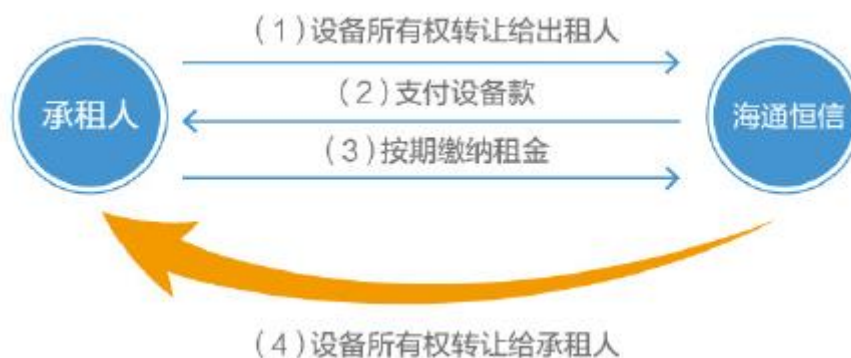 (1)设备所有权转让给出租人
(2)支付设备款
承租人
海通恒信
(3)按期缴纳租金
(4)设备所有权转让给承租人